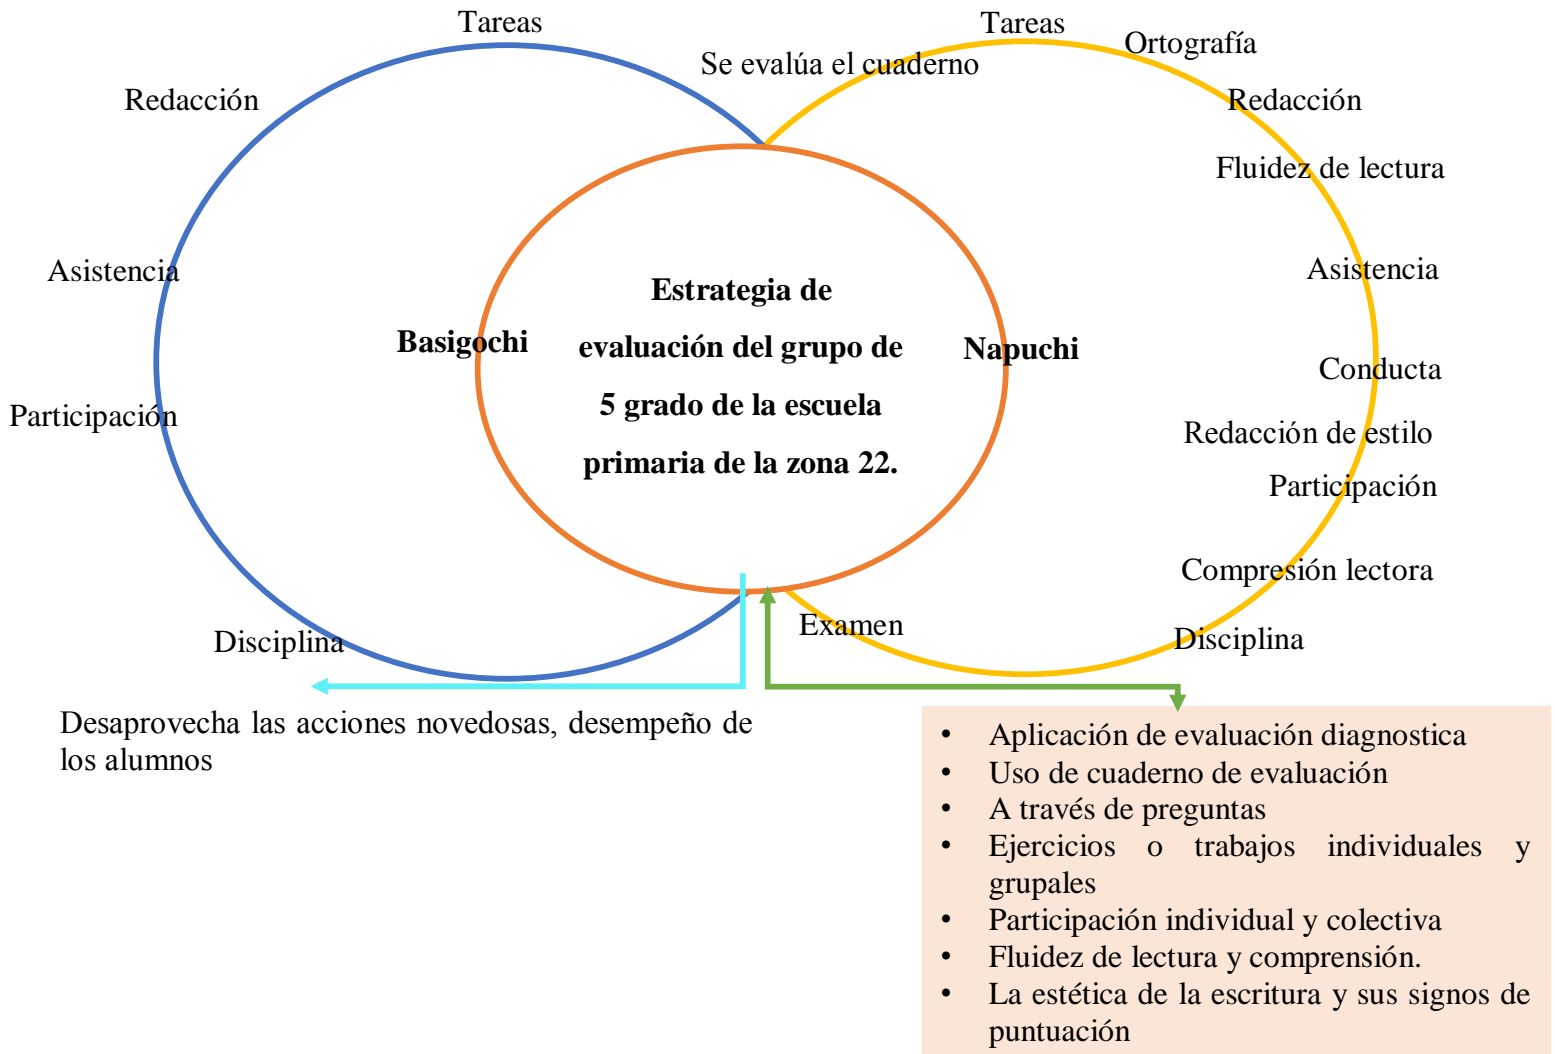 Tareas
Tareas
Ortografía
Se evalúa el cuaderno
Redacción
Redacción
Fluidez de lectura
Asistencia
Asistencia
Estrategia de
evaluación del grupo de
5 grado de la escuela
primaria de la zona 22.
Basigochi
Napuchi
Conducta
Participación
Redacción de estilo
Participación
Compresión lectora
Disciplina
Examen
Disciplina
Desaprovecha las acciones novedosas, desempeño de
los alumnos
• Aplicación de evaluación diagnostica
• Uso de cuaderno de evaluación
• A través de preguntas
• Ejercicios o trabajos individuales y
grupales
• Participación individual y colectiva
• Fluidez de lectura y comprensión.
• La estética de la escritura y sus signos de
puntuación